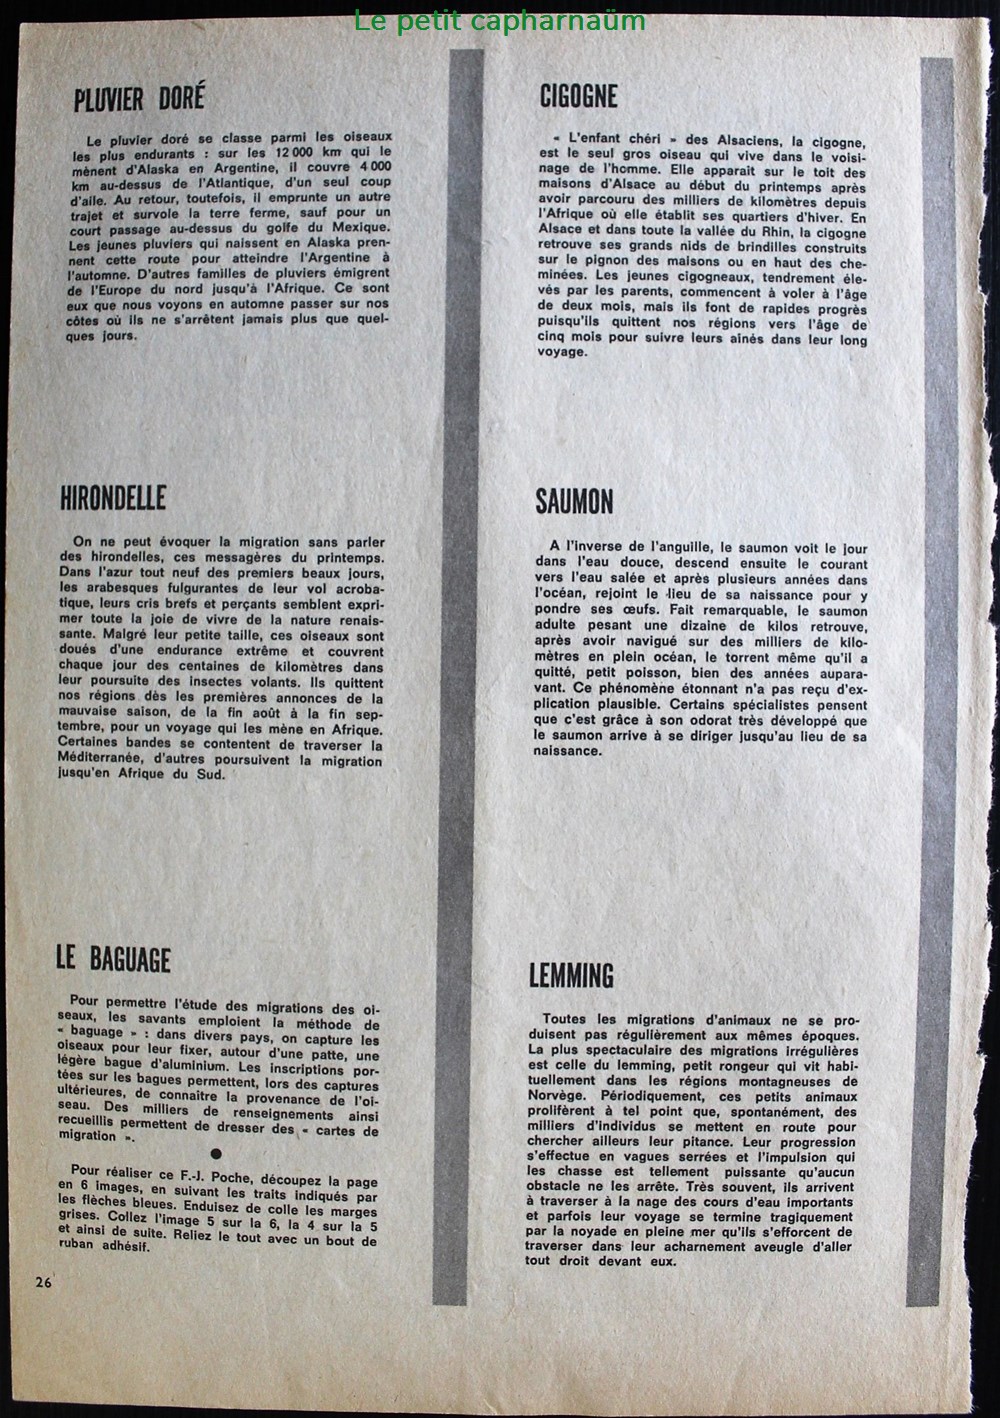 Le petit capharnaüm
PLUVIER DORÉ
Le pluvier doré se classe parmi les oiseaux
les plus endurants : sur les 12 000 km qui le
mènent d'Alaska en Argentine, il couvre 4 000
km au-dessus de l'Atlantique, d'un seul coup
d'aile. Au retour, toutefois, il emprunte un autre
trajet et survole la terre ferme, sauf pour un
court passage au-dessus du golfe du Mexique.
Les jeunes pluviers qui naissent en Alaska pren-
nent cette route pour atteindre l'Argentine à
l'automne. D'autres familles de pluviers émigrent
de l'Europe du nord jusqu'à l'Afrique. Ce sont
eux que nous voyons en automne passer sur nos
côtes où ils ne s'arrêtent jamais plus que quel-
ques jours.
HIRONDELLE
On ne peut évoquer la migration sans parler
des hirondelles, ces messagères du printemps.
Dans l'azur tout neuf des premiers beaux jours,
les arabesques fulgurantes de leur vol acroba-
tique, leurs cris brefs et perçants semblent expri-
mer toute la joie de vivre de la nature renais-
sante. Malgré leur petite taille, ces oiseaux sont
doués d'une endurance extrême et couvrent
chaque jour des centaines de kilomètres dans
leur poursuite des insectes volants. Ils quittent
nos régions dès les premières annonces de la
mauvaise saison, de la fin août à la fin sep-
tembre, pour un voyage qui les mène en Afrique.
Certaines bandes se contentent de traverser la
Méditerranée, d'autres poursuivent la migration
jusqu'en Afrique du Sud.
LE BAGUAGE
Pour permettre l'étude des migrations des oi-
seaux, les savants emploient la méthode de
« baguage » : dans divers pays, on capture les
oiseaux pour leur fixer, autour d'une patte, une
légère bague d'aluminium. Les inscriptions por-
tées sur les bagues permettent, lors des captures
ultérieures, de connaitre la provenance de l'oi-
seau. Des milliers de renseignements ainsi
recueillis permettent de dresser des « cartes de
migration ».
●
Pour réaliser ce F.-J. Poche, découpez la page
en 6 images, en suivant les traits indiqués par
les flèches bleues. Enduisez de colle les marges
grises. Collez l'image 5 sur la 6, la 4 sur la 5
et ainsi de suite. Reliez le tout avec un bout de
ruban adhésif.
26
CIGOGNE
« L'enfant chéri » des Alsaciens, la cigogne,
est le seul gros oiseau qui vive dans le voisi-
nage de l'homme. Elle apparait sur le toit des
maisons d'Alsace au début du printemps après
avoir parcouru des milliers de kilomètres depuis
l'Afrique où elle établit ses quartiers d'hiver. En
Alsace et dans toute la vallée du Rhin, la cigogne
retrouve ses grands nids de brindilles construits
sur le pignon des maisons ou en haut des che-
minées. Les jeunes cigogneaux, tendrement éle-
vés par les parents, commencent à voler à l'âge
de deux mois, mais ils font de rapides progrès
puisqu'ils quittent nos régions vers l'âge de
cinq mois pour suivre leurs aînés dans leur long
voyage.
SAUMON
A l'inverse de l'anguille, le saumon voit le jour
dans l'eau douce, descend ensuite le courant
vers l'eau salée et après plusieurs années dans
l'océan, rejoint le lieu de sa naissance pour y
pondre ses œufs. Fait remarquable, le saumon
adulte pesant une dizaine de kilos retrouve,
après avoir navigué sur des milliers de kilo-
mètres en plein océan, le torrent même qu'il a
quitté, petit poisson, bien des années aupara-
vant. Ce phénomène étonnant n'a pas reçu d'ex-
plication plausible. Certains spécialistes pensent
que c'est grâce à son odorat très développé que
le saumon arrive à se diriger jusqu'au lieu de sa
naissance.
LEMMING
Toutes les migrations d'animaux ne se pro-
duisent pas régulièrement aux mêmes époques.
La plus spectaculaire des migrations irrégulières
est celle du lemming, petit rongeur qui vit habi-
tuellement dans les régions montagneuses de
Norvège. Périodiquement, ces petits animaux
prolifèrent à tel point que, spontanément, des
milliers d'individus se mettent en route pour
chercher ailleurs leur pitance. Leur progression
s'effectue en vagues serrées et l'impulsion qui
les chasse est tellement puissante qu'aucun
obstacle ne les arrête. Très souvent, ils arrivent
à traverser à la nage des cours d'eau importants
et parfois leur voyage se termine tragiquement
par la noyade en pleine mer qu'ils s'efforcent de
traverser dans leur acharnement aveugle d'aller
tout droit devant eux.